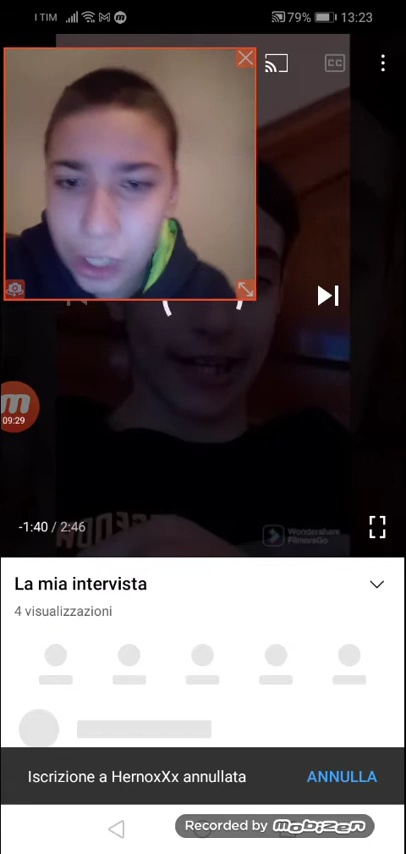 I TIM 79% 13:23
CC
09:29
-1:40 / 2:46
Wondershare
FilmoraGo
La mia intervista
4 visualizzazioni
Iscrizione a HernoxXx annullata ANNULLA
Recorded by mobizen